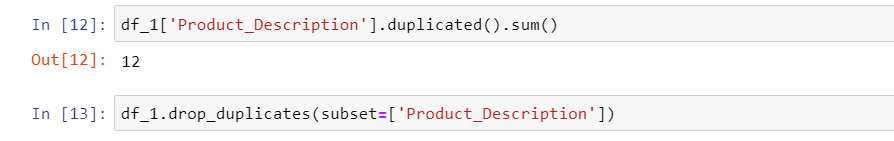 In [12]: df_1['Product_Description'].duplicated().sum()
Out[12]: 12
In [13]: df_1.drop_duplicates(subset=['Product_Description'])